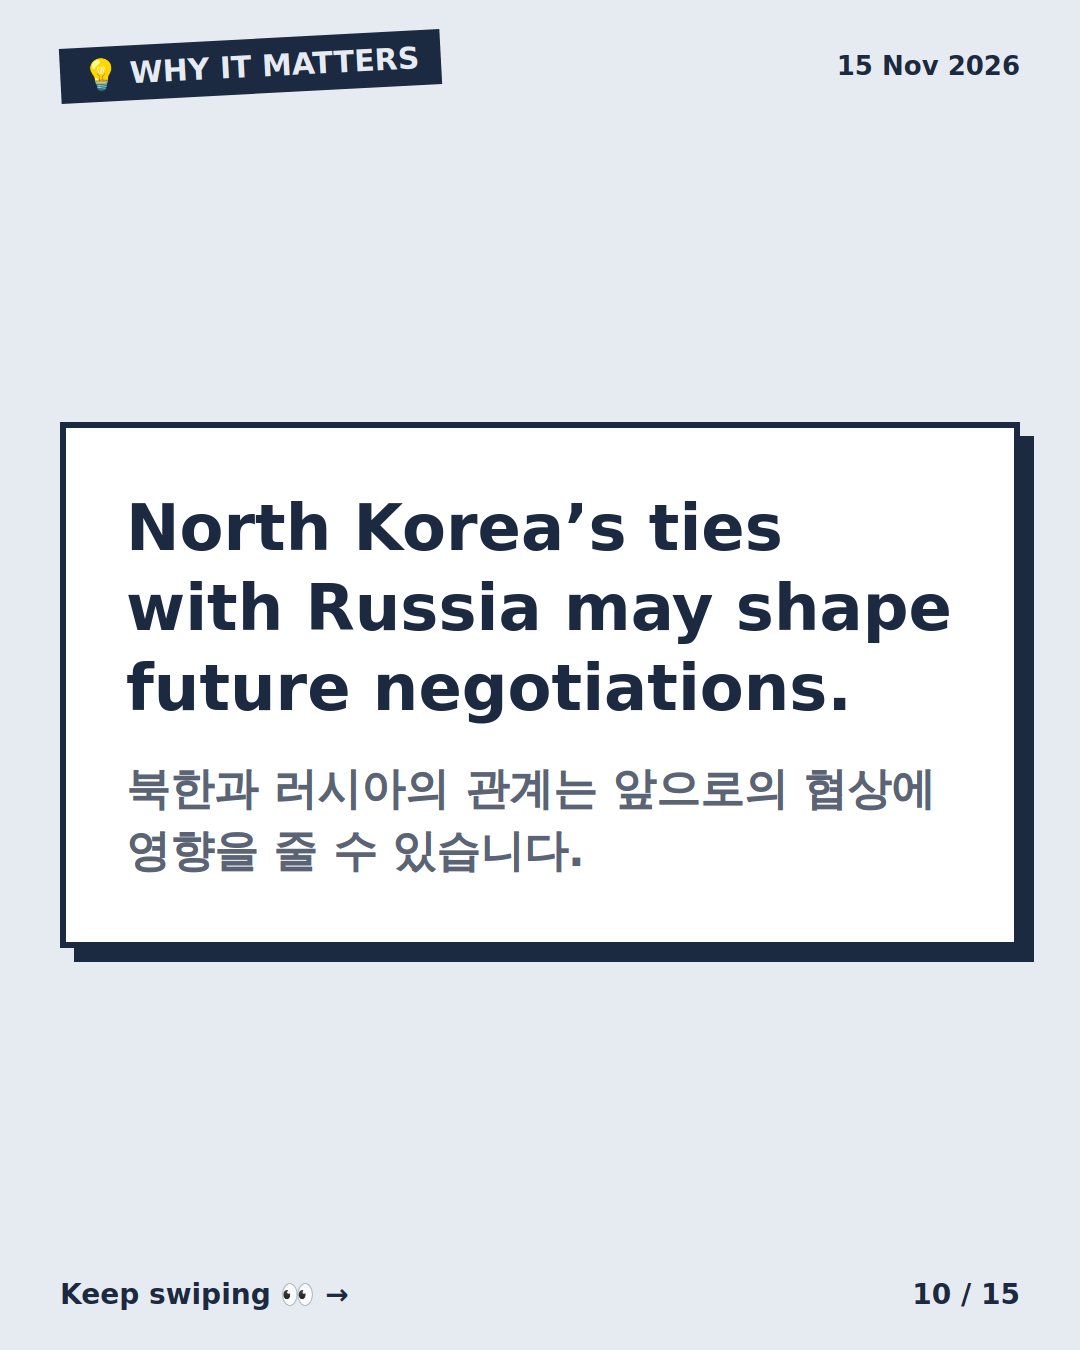 💡 WHY IT MATTERS
15 Nov 2026
North Korea’s ties
with Russia may shape
future negotiations.
북한과 러시아의 관계는 앞으로의 협상에
영향을 줄 수 있습니다.
Keep swiping 👀 →
10 / 15